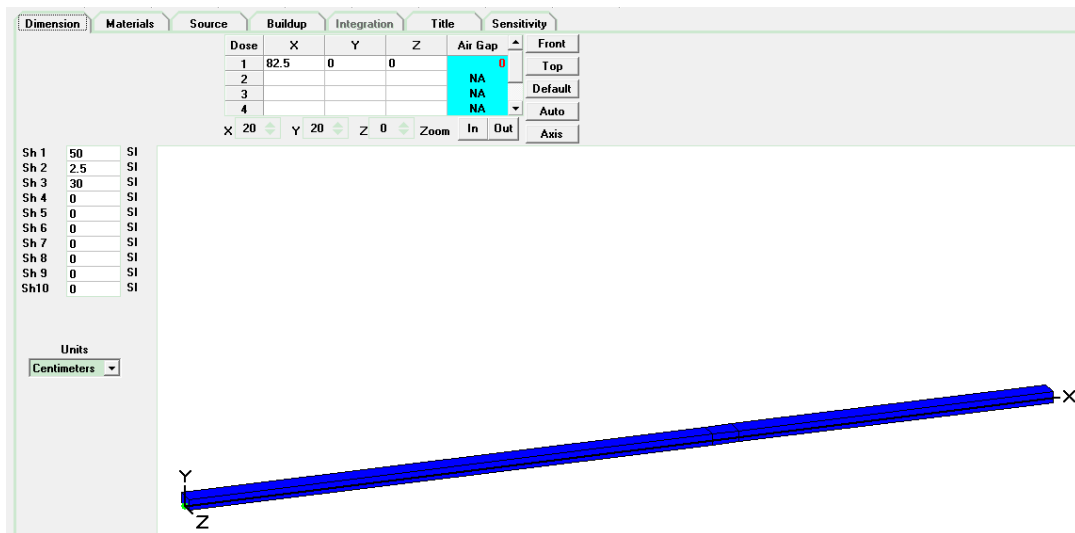 Dimension Materials Source Buildup Integration Title Sensitivity
Dose X Y Z Air Gap Front
1 82.5 0 0 0 Top
2 NA
3 NA Default
4 NA Auto
X 20 Y 20 Z 0 Zoom In Out Axis
Sh 1 50 SI
Sh 2 2.5 SI
Sh 3 30 SI
Sh 4 0 SI
Sh 5 0 SI
Sh 6 0 SI
Sh 7 0 SI
Sh 8 0 SI
Sh 9 0 SI
Sh10 0 SI
Units
Centimeters
X
Y
Z